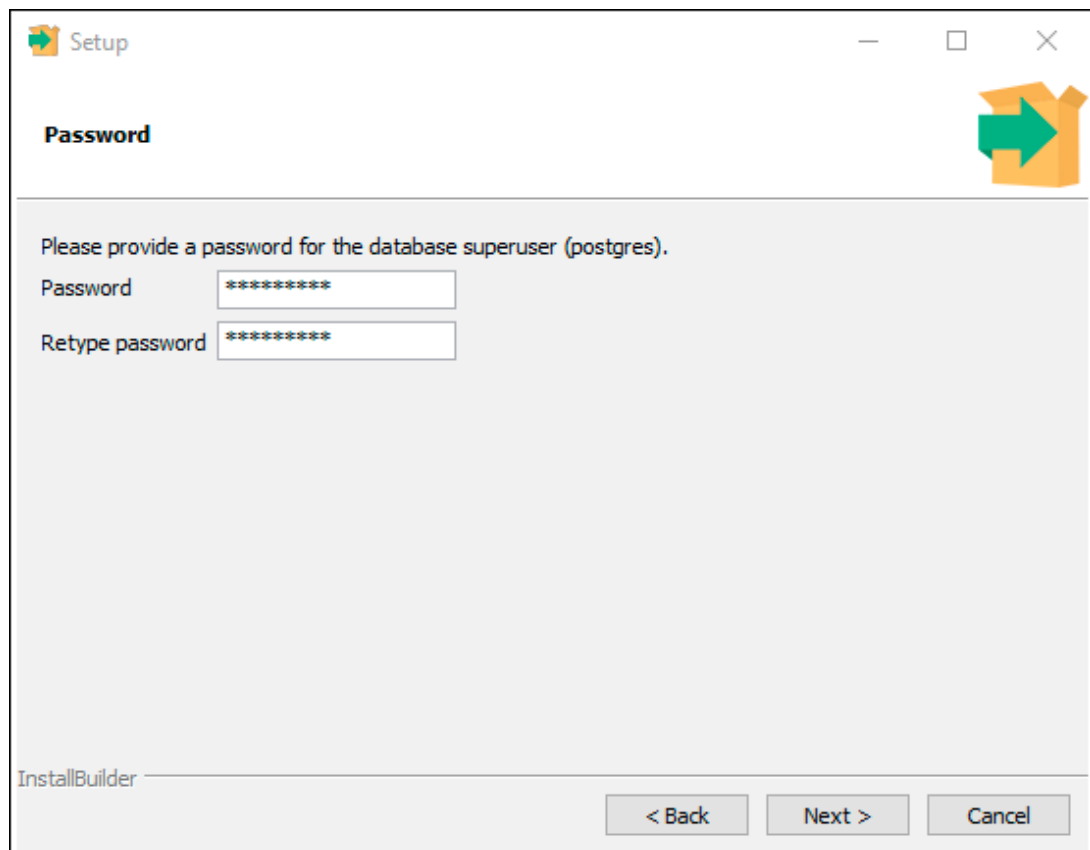 Setup
Password
Please provide a password for the database superuser (postgres).
Password *********
Retype password *********
InstallBuilder
< Back Next > Cancel